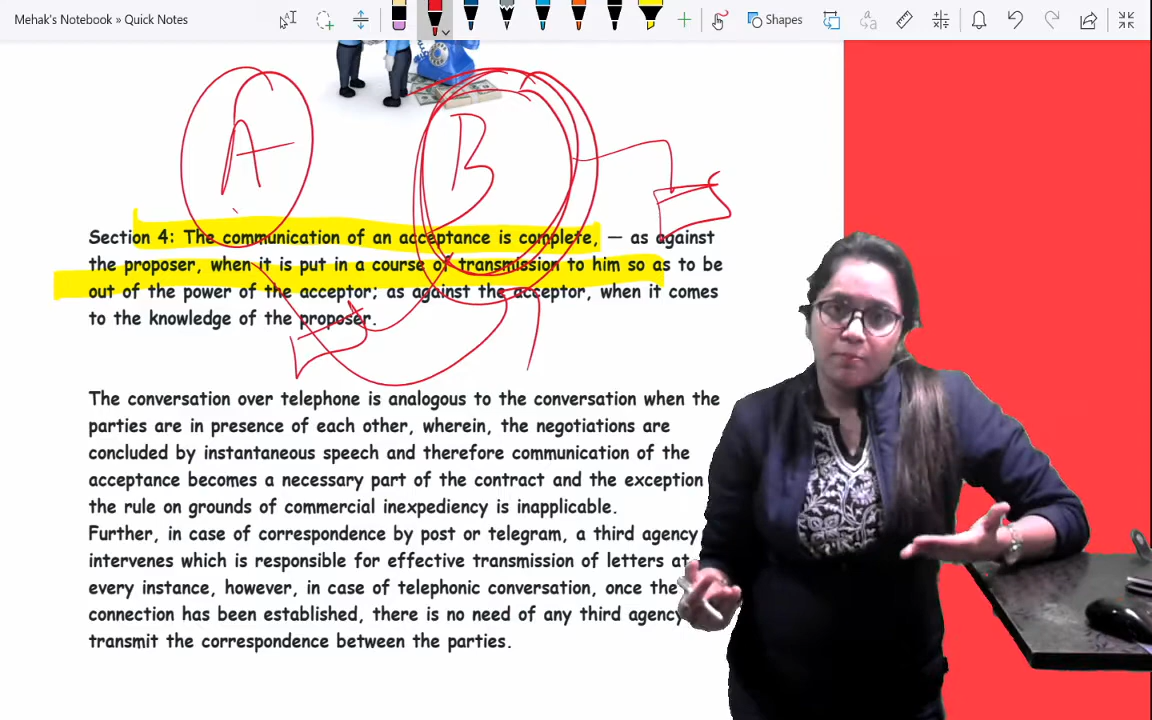 Mehak's Notebook » Quick Notes
Shapes
A
B
Section 4: The communication of an acceptance is complete, — as against
the proposer, when it is put in a course of transmission to him so as to be
out of the power of the acceptor; as against the acceptor, when it comes
to the knowledge of the proposer.
The conversation over telephone is analogous to the conversation when the
parties are in presence of each other, wherein, the negotiations are
concluded by instantaneous speech and therefore communication of the
acceptance becomes a necessary part of the contract and the exception
the rule on grounds of commercial inexpediency is inapplicable.
Further, in case of correspondence by post or telegram, a third agency
intervenes which is responsible for effective transmission of letters at
every instance, however, in case of telephonic conversation, once the
connection has been established, there is no need of any third agency
transmit the correspondence between the parties.